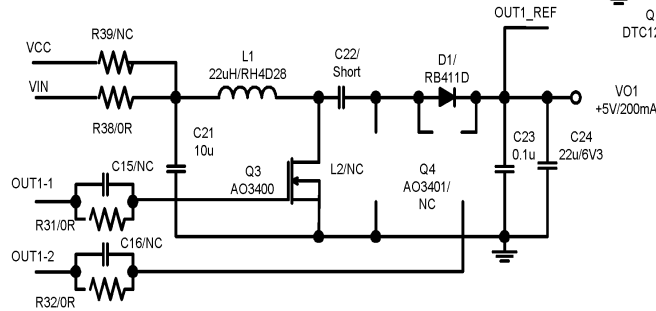 OUT1_REF
Q
DTC12
R39/NC
VCC
L1
22uH/RH4D28
C22/
Short
D1/
RB411D
VIN
VO1
+5V/200mA
R38/0R
C21
10u
C23
0.1u
C24
22u/6V3
C15/NC
Q3
AO3400
L2/NC
Q4
AO3401/
NC
OUT1-1
R31/0R
C16/NC
OUT1-2
R32/0R